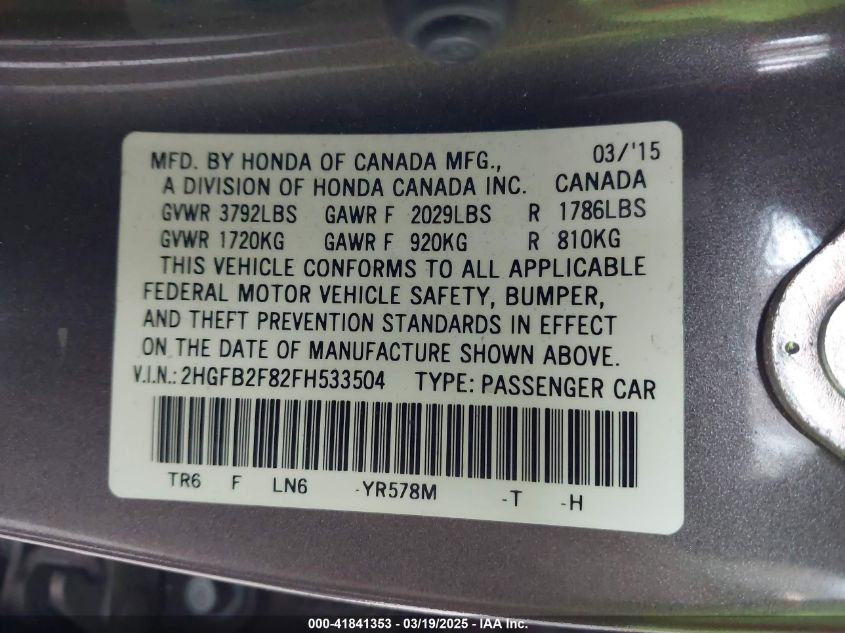 MFD. BY HONDA OF CANADA MFG., 03/'15
A DIVISION OF HONDA CANADA INC. CANADA
GVWR 3792LBS GAWR F 2029LBS R 1786LBS
GVWR 1720KG GAWR F 920KG R 810KG
THIS VEHICLE CONFORMS TO ALL APPLICABLE
FEDERAL MOTOR VEHICLE SAFETY, BUMPER,
AND THEFT PREVENTION STANDARDS IN EFFECT
ON THE DATE OF MANUFACTURE SHOWN ABOVE.
V.I.N.: 2HGFB2F82FH533504 TYPE: PASSENGER CAR
TR6 F LN6 -YR578M -T -H
000-41841353 — 03/19/2025 — IAA Inc.